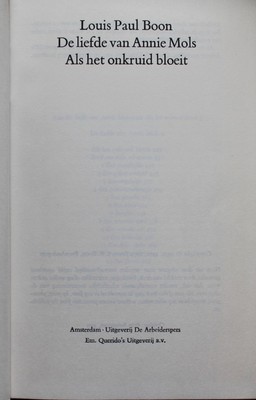 Louis Paul Boon
De liefde van Annie Mols
Als het onkruid bloeit
Amsterdam · Uitgeverij De Arbeiderspers
Em. Querido's Uitgeverij B.V.